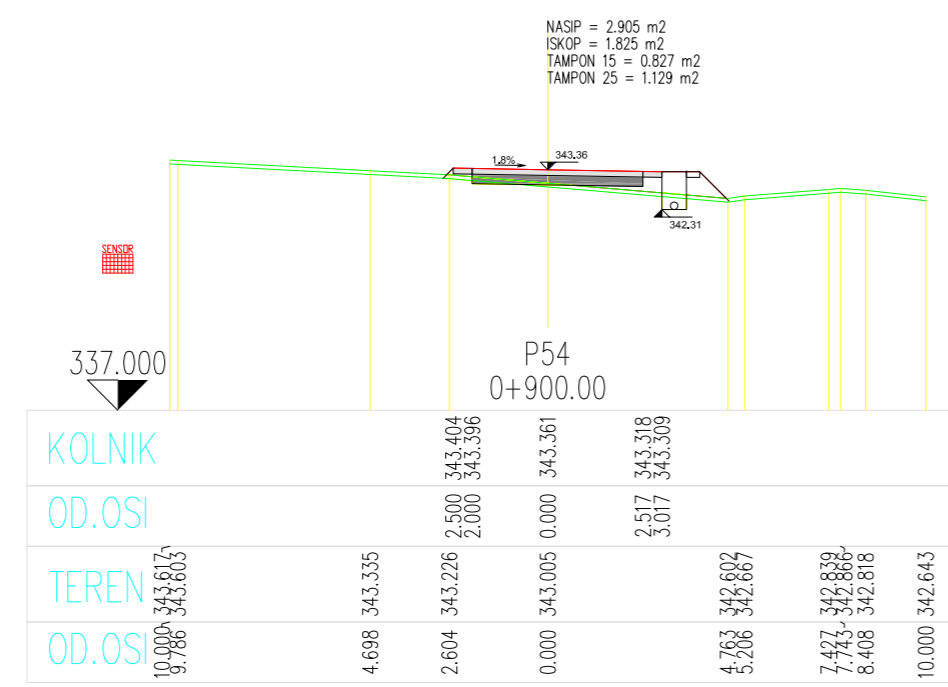 NASIP = 2.905 m2
ISKOP = 1.825 m2
TAMPON 15 = 0.827 m2
TAMPON 25 = 1.129 m2
1.8%
343.36
342.31
SENSOR
337.000
P54
0+900.00
KOLNIK 343.404 343.396 343.361 343.318 343.309
OD.OSI 2.500 2.000 0.000 2.517 3.017
TEREN 343.617 343.603 343.335 343.226 343.005 342.602 342.667 342.839 342.866 342.818 342.643
OD.OSI 10.000 9.786 4.698 2.604 0.000 4.763 5.206 7.427 7.743 8.408 10.000